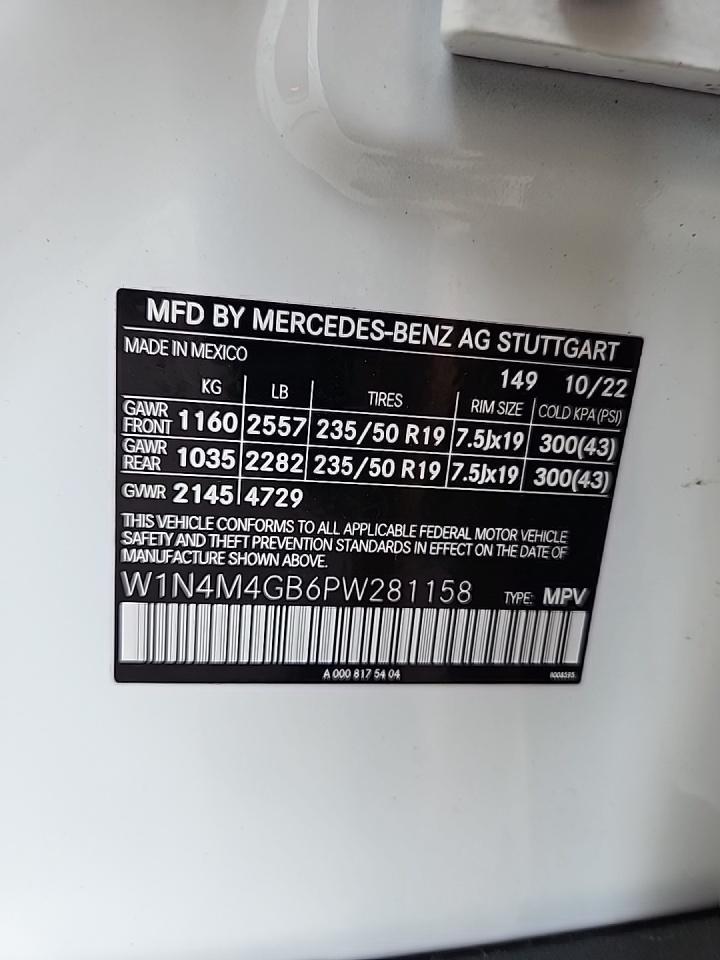 MFD BY MERCEDES-BENZ AG STUTTGART
MADE IN MEXICO
149 10/22
KG LB TIRES RIM SIZE COLD KPA (PSI)
GAWR FRONT 1160 2557 235/50 R19 7.5Jx19 300(43)
GAWR REAR 1035 2282 235/50 R19 7.5Jx19 300(43)
GVWR 2145 4729
THIS VEHICLE CONFORMS TO ALL APPLICABLE FEDERAL MOTOR VEHICLE
SAFETY AND THEFT PREVENTION STANDARDS IN EFFECT ON THE DATE OF
MANUFACTURE SHOWN ABOVE.
W1N4M4GB6PW281158 TYPE: MPV
A 000 817 54 04